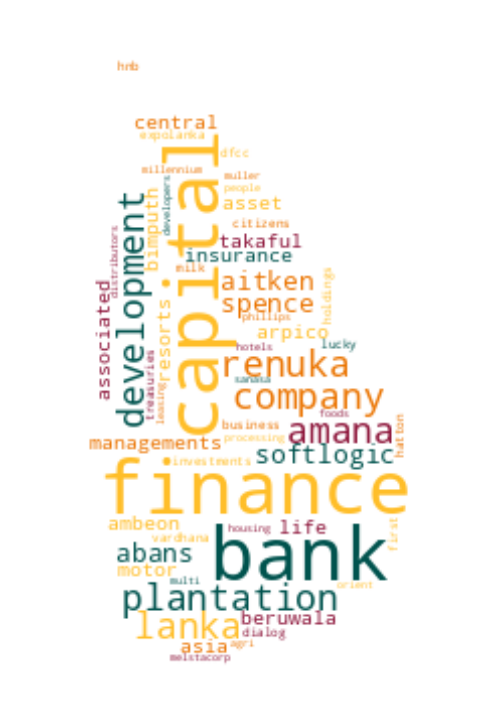 hnb
central
expolanka
dfcc
millennium
muller
people
developers
bimputh
asset
development
capital
citizens
takaful
distributors
insurance
milk
aitken
holdings
associated
resorts
spence
phillips
arpico
lucky
hotels
treasuries
renuka
sanasa
leasing
company
foods
business
amana
hatton
managements
processing
softlogic
investments
finance
ambeon
housing
life
first
vardhana
bank
abans
motor
multi
orient
plantation
lanka
beruwala
dialog
asia
agri
melstacorp